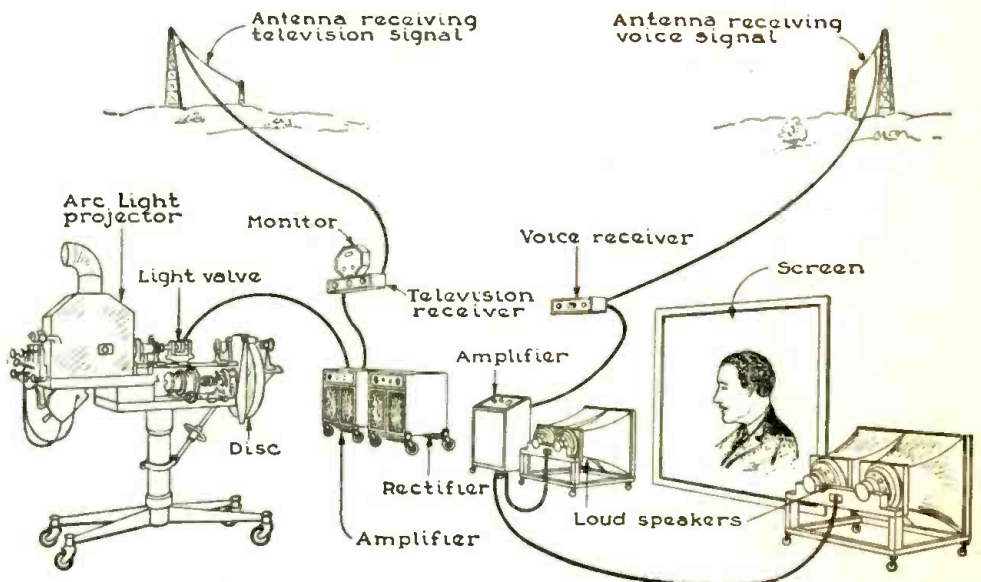 Antenna receiving
television signal
Antenna receiving
voice signal
Arc Light
projector
Monitor
Voice receiver
Screen
Light valve
Television
receiver
Amplifier
Disc
Rectifier
Loud speakers
Amplifier